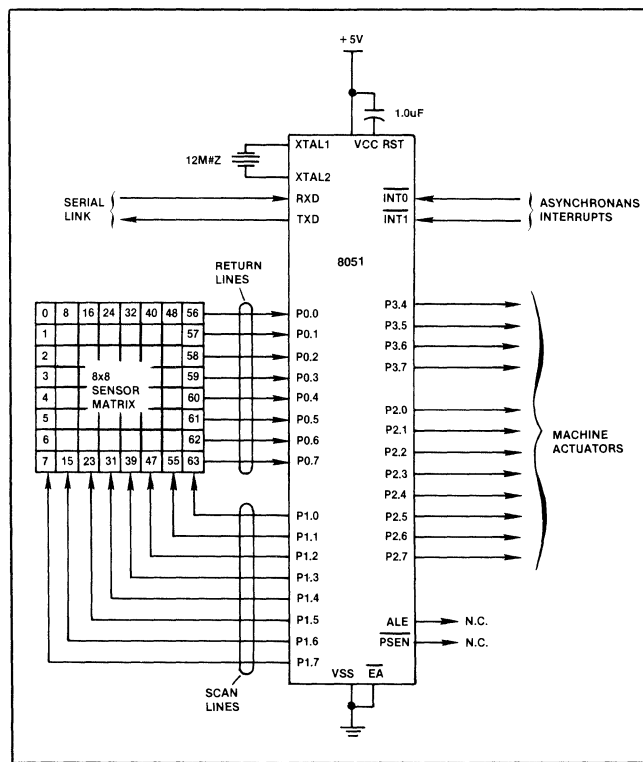 +5V
1.0uF
XTAL1
VCC RST
12M#Z
XTAL2
SERIAL
LINK
RXD
TXD
INT0
INT1
ASYNCHRONANS
INTERRUPTS
8051
RETURN
LINES
0 8 16 24 32 40 48 56
1 57
2 58
3 59
4 60
5 61
6 62
7 15 23 31 39 47 55 63
8x8
SENSOR
MATRIX
P0.0
P0.1
P0.2
P0.3
P0.4
P0.5
P0.6
P0.7
P1.0
P1.1
P1.2
P1.3
P1.4
P1.5
P1.6
P1.7
SCAN
LINES
P3.4
P3.5
P3.6
P3.7
P2.0
P2.1
P2.2
P2.3
P2.4
P2.5
P2.6
P2.7
MACHINE
ACTUATORS
ALE
N.C.
PSEN
N.C.
VSS
EA